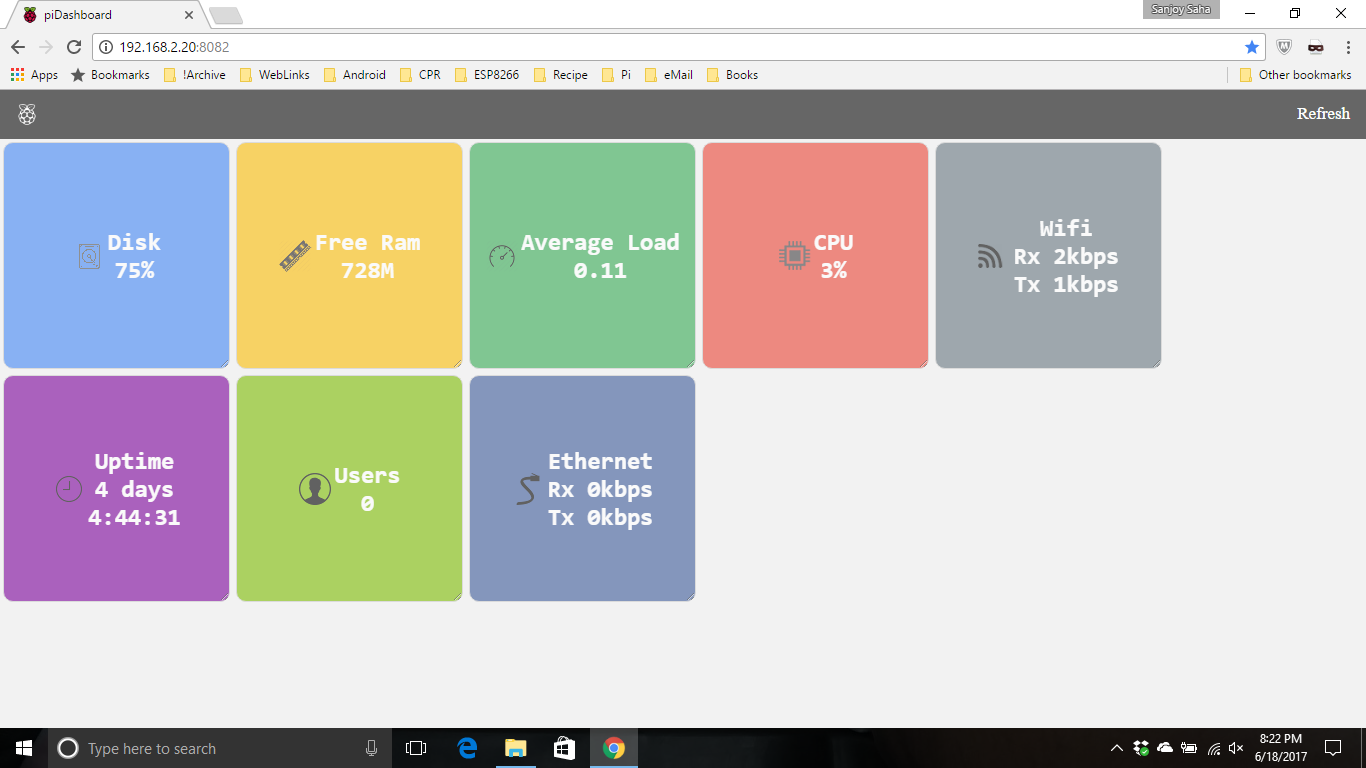 piDashboard
Sanjoy Saha
192.168.2.20:8082
Apps Bookmarks !Archive WebLinks Android CPR ESP8266 Recipe Pi eMail Books Other bookmarks
Refresh
Disk
75%
Free Ram
728M
Average Load
0.11
CPU
3%
Wifi
Rx 2kbps
Tx 1kbps
Uptime
4 days
4:44:31
Users
0
Ethernet
Rx 0kbps
Tx 0kbps
Type here to search
8:22 PM
6/18/2017